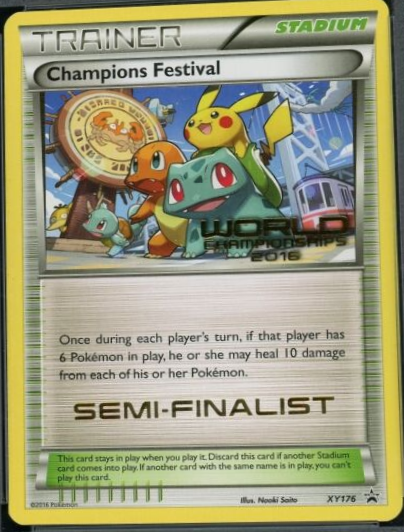 TRAINER
STADIUM
Champions Festival
WORLD
CHAMPIONSHIPS
2016
Once during each player's turn, if that player has
6 Pokémon in play, he or she may heal 10 damage
from each of his or her Pokémon.
SEMI-FINALIST
This card stays in play when you play it. Discard this card if another Stadium
card comes into play. If another card with the same name is in play, you can't
play this card.
©2016 Pokémon
Illus. Naoki Saito
XY176